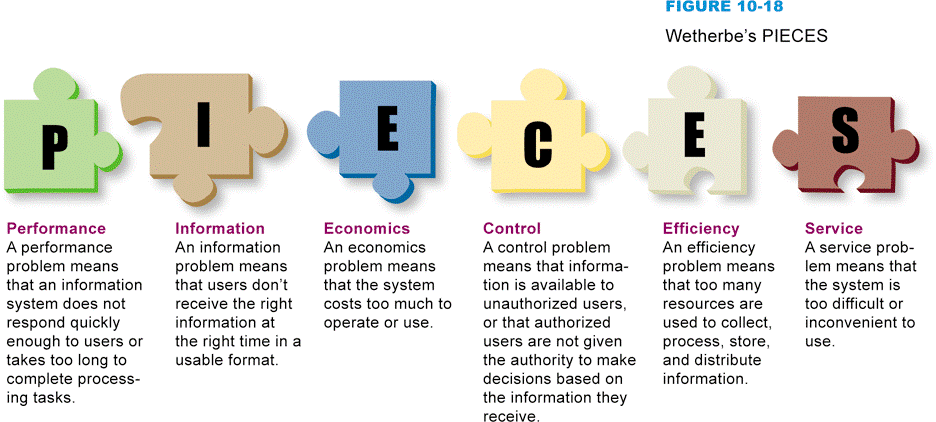 FIGURE 10-18
Wetherbe's PIECES
P
I
E
C
E
S
Performance
A performance
problem means
that an information
system does not
respond quickly
enough to users or
takes too long to
complete process-
ing tasks.
Information
An information
problem means
that users don't
receive the right
information at
the right time in a
usable format.
Economics
An economics
problem means
that the system
costs too much to
operate or use.
Control
A control problem
means that informa-
tion is available to
unauthorized users,
or that authorized
users are not given
the authority to make
decisions based on
the information they
receive.
Efficiency
An efficiency
problem means
that too many
resources are
used to collect,
process, store,
and distribute
information.
Service
A service prob-
lem means that
the system is
too difficult or
inconvenient to
use.